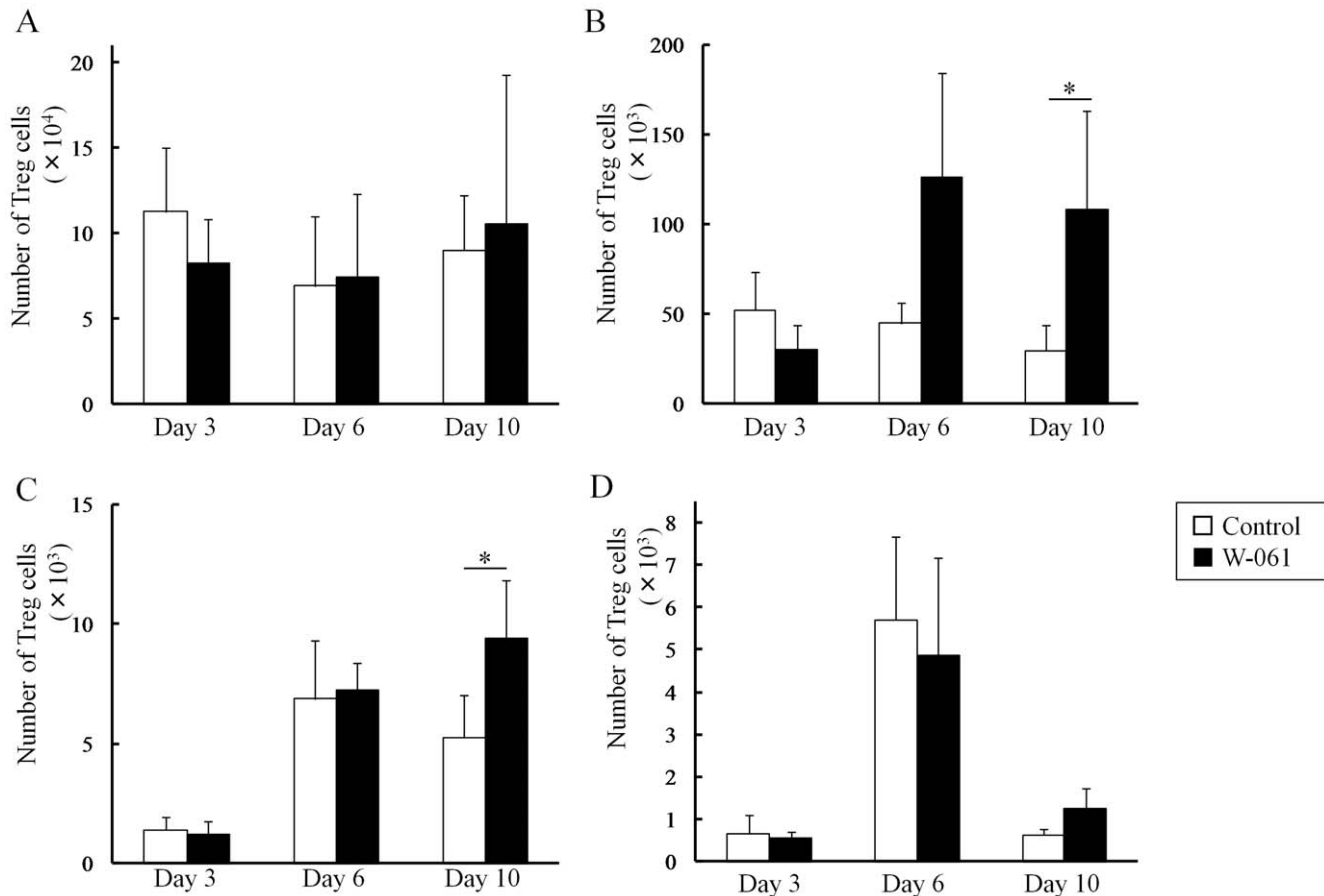 A
Number of Treg cells
(×10⁴)
20
15
10
5
0
Day 3
Day 6
Day 10
B
Number of Treg cells
(×10³)
200
150
100
50
0
*
Day 3
Day 6
Day 10
C
Number of Treg cells
(×10³)
15
10
5
0
*
Day 3
Day 6
Day 10
D
Number of Treg cells
(×10³)
8
7
6
5
4
3
2
1
0
Day 3
Day 6
Day 10
Control
W-061